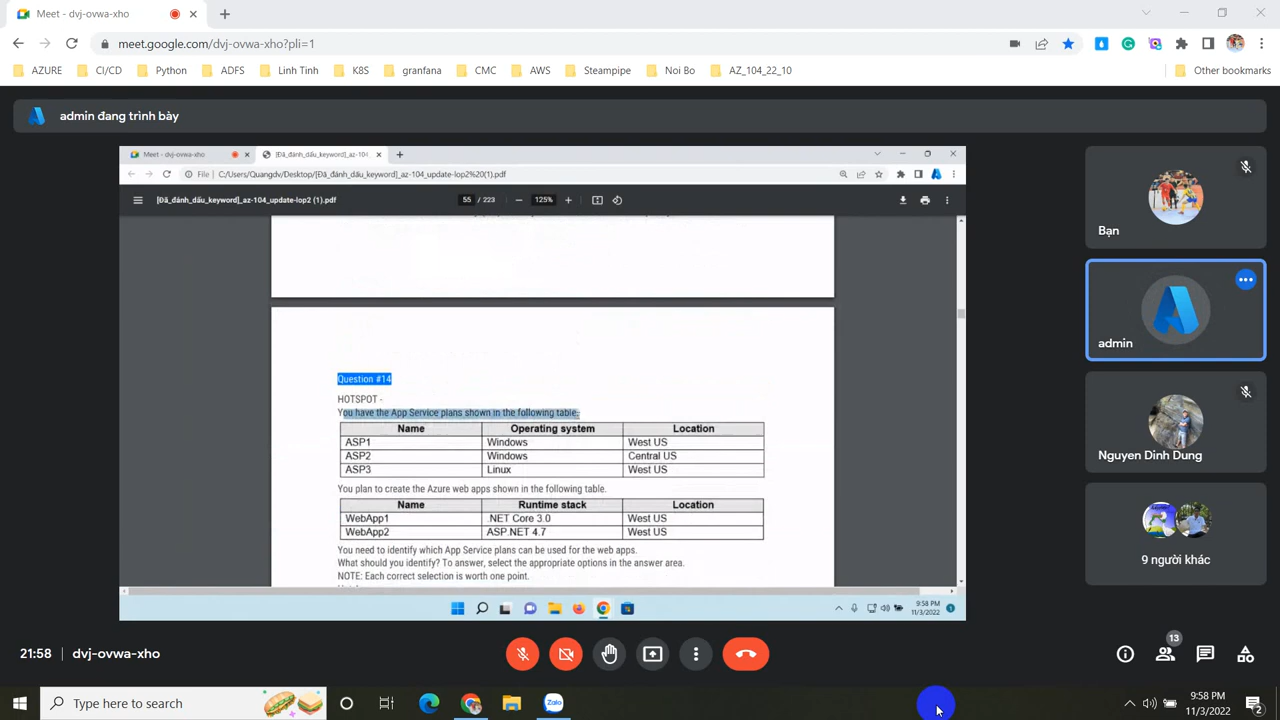 Meet - dvj-ovwa-xho
meet.google.com/dvj-ovwa-xho?pli=1
AZURE CI/CD Python ADFS Linh Tinh K8S granfana CMC AWS Steampipe Noi Bo AZ_104_22_10 Other bookmarks
admin đang trình bày
Meet - dvj-ovwa-xho [Đã_đánh_dấu_keyword]_az-104
File C:/Users/Quangdv/Desktop/[Đã_đánh_dấu_keyword]_az-104_update-lop2%20(1).pdf
[Đã_đánh_dấu_keyword]_az-104_update-lop2 (1).pdf 55 / 223 125%
Question #14
HOTSPOT -
You have the App Service plans shown in the following table.
Name Operating system Location
ASP1 Windows West US
ASP2 Windows Central US
ASP3 Linux West US
You plan to create the Azure web apps shown in the following table.
Name Runtime stack Location
WebApp1 .NET Core 3.0 West US
WebApp2 ASP.NET 4.7 West US
You need to identify which App Service plans can be used for the web apps.
What should you identify? To answer, select the appropriate options in the answer area.
NOTE: Each correct selection is worth one point.
9:58 PM
11/3/2022
1
Bạn
admin
Nguyen Dinh Dung
9 người khác
21:58 dvj-ovwa-xho
13
Type here to search
Zalo
9:58 PM
11/3/2022
2